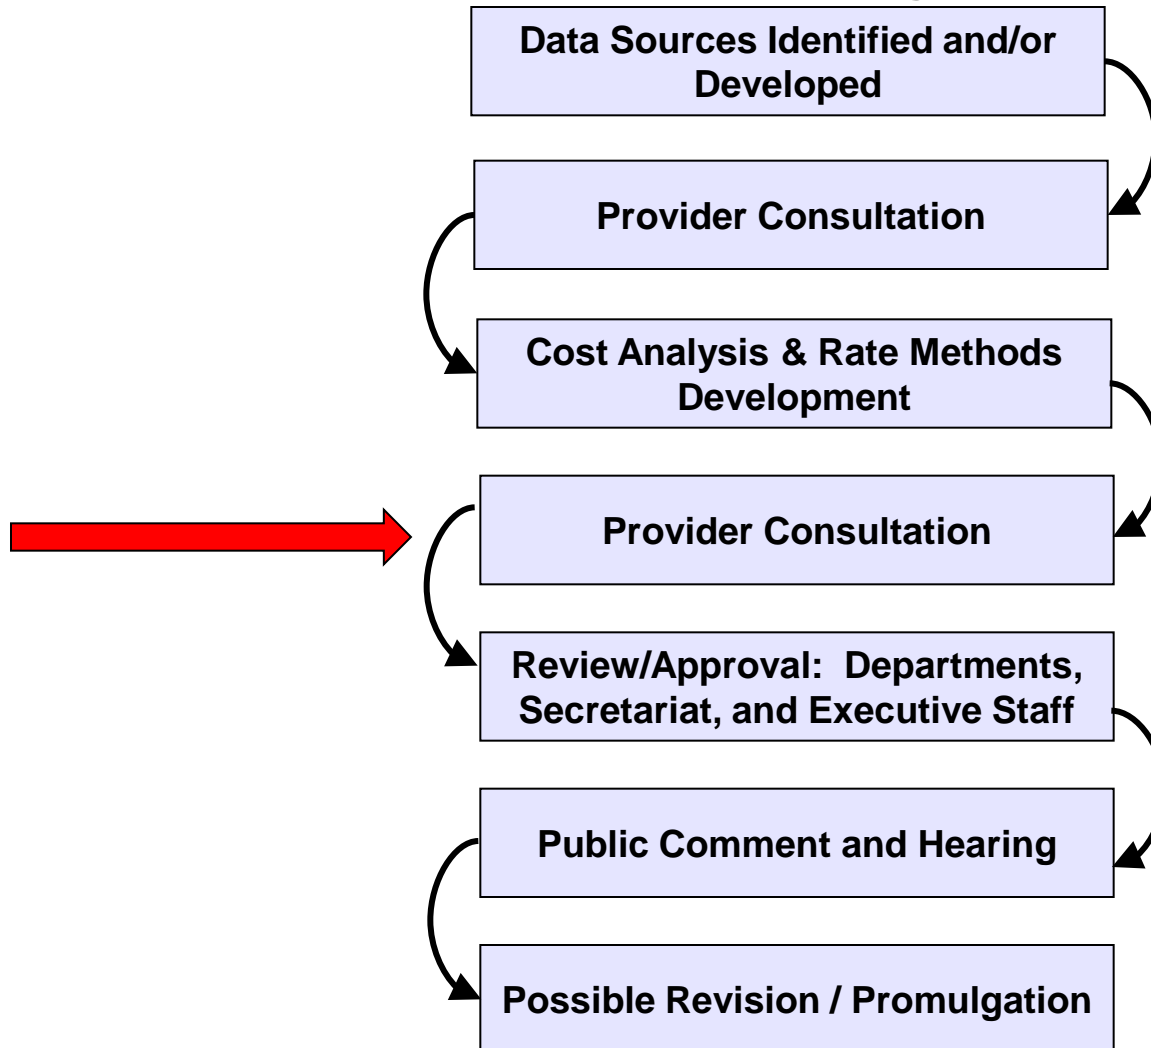 Data Sources Identified and/or
Developed
Provider Consultation
Cost Analysis & Rate Methods
Development
Provider Consultation
Review/Approval:  Departments,
Secretariat, and Executive Staff
Public Comment and Hearing
Possible Revision / Promulgation